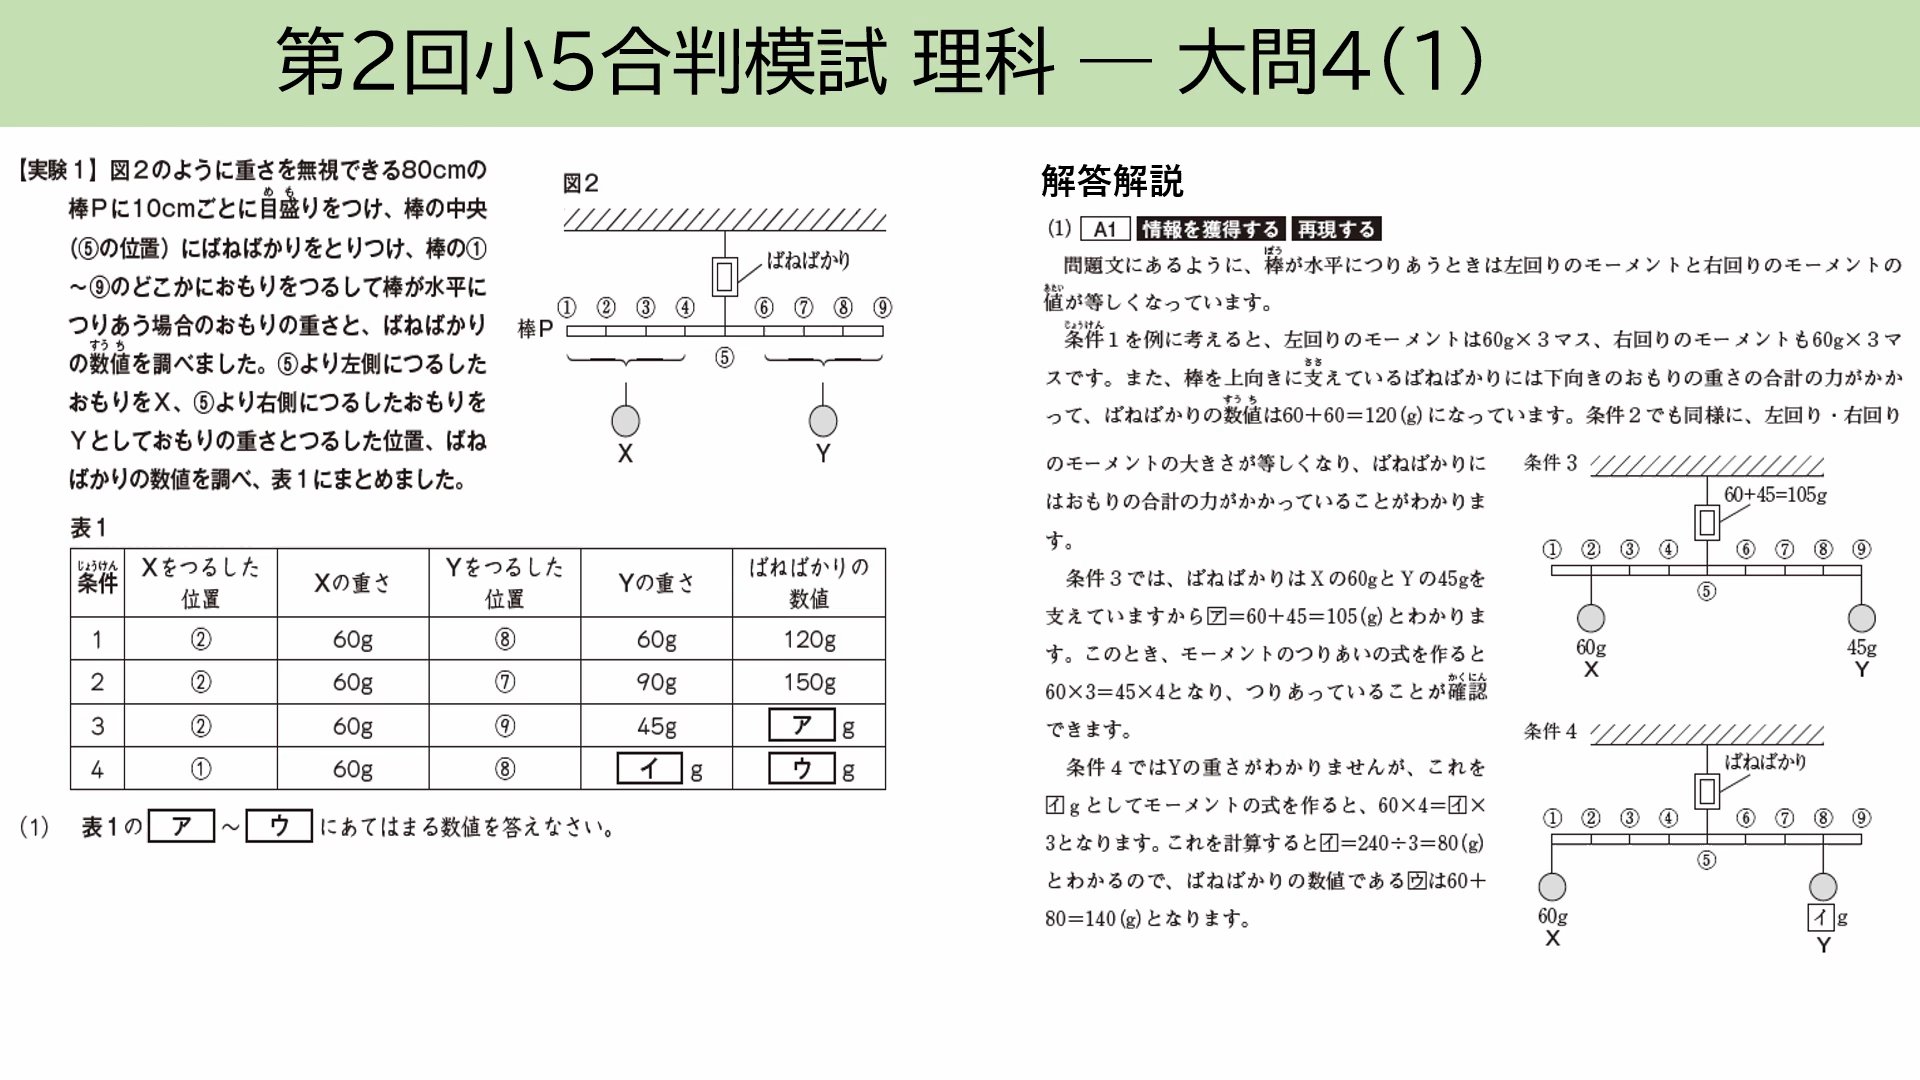 第2回小5合判模試 理科 ― 大問4(1)
【実験1】図2のように重さを無視できる80cmの
棒Pに10cmごとに目盛りをつけ、棒の中央
(⑤の位置)にばねばかりをとりつけ、棒の①
～⑨のどこかにおもりをつるして棒が水平に
つりあう場合のおもりの重さと、ばねばかり
の数値を調べました。⑤より左側につるした
おもりをX、⑤より右側につるしたおもりを
Yとしておもりの重さとつるした位置、ばね
ばかりの数値を調べ、表1にまとめました。
めも
すうち
図2
ばねばかり
① ② ③ ④ ⑥ ⑦ ⑧ ⑨
棒P
⑤
X Y
表1
じょうけん
条件 Xをつるした位置 Xの重さ Yをつるした位置 Yの重さ ばねばかりの数値
1 ② 60g ⑧ 60g 120g
2 ② 60g ⑦ 90g 150g
3 ② 60g ⑨ 45g ア g
4 ① 60g ⑧ イ g ウ g
(1) 表1の ア ～ ウ にあてはまる数値を答えなさい。
解答解説
(1) A1 情報を獲得する 再現する
ぼう
問題文にあるように、棒が水平につりあうときは左回りのモーメントと右回りのモーメントの
あたい
値が等しくなっています。
じょうけん
条件1を例に考えると、左回りのモーメントは60g×3マス、右回りのモーメントも60g×3マ
ささ
スです。また、棒を上向きに支えているばねばかりには下向きのおもりの重さの合計の力がかか
すうち
って、ばねばかりの数値は60+60=120(g)になっています。条件2でも同様に、左回り・右回り
のモーメントの大きさが等しくなり、ばねばかりに
はおもりの合計の力がかかっていることがわかりま
す。
条件3では、ばねばかりはXの60gとYの45gを
支えていますからア=60+45=105(g)とわかりま
す。このとき、モーメントのつりあいの式を作ると
かくにん
60×3=45×4となり、つりあっていることが確認
できます。
条件4ではYの重さがわかりませんが、これを
イgとしてモーメントの式を作ると、60×4=イ×
3となります。これを計算するとイ=240÷3=80(g)
とわかるので、ばねばかりの数値であるウは60+
80=140(g)となります。
条件3
60+45=105g
① ② ③ ④ ⑥ ⑦ ⑧ ⑨
⑤
60g 45g
X Y
条件4
ばねばかり
① ② ③ ④ ⑥ ⑦ ⑧ ⑨
⑤
60g イg
X Y